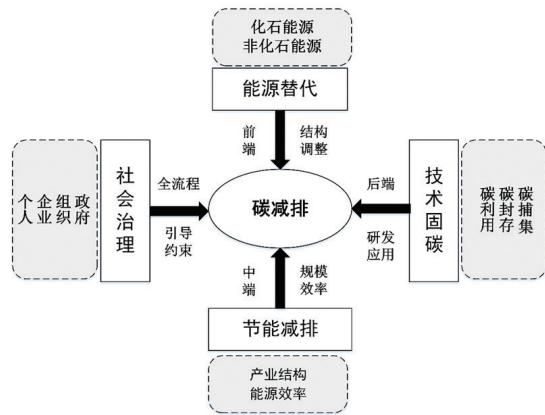 化石能源
非化石能源
能源替代
前端
结构
调整
个人
企业
组织
政府
社会治理
全流程
引导
约束
碳减排
后端
研发
应用
技术固碳
碳利用
碳封存
碳捕集
中端
规模
效率
节能减排
产业结构
能源效率